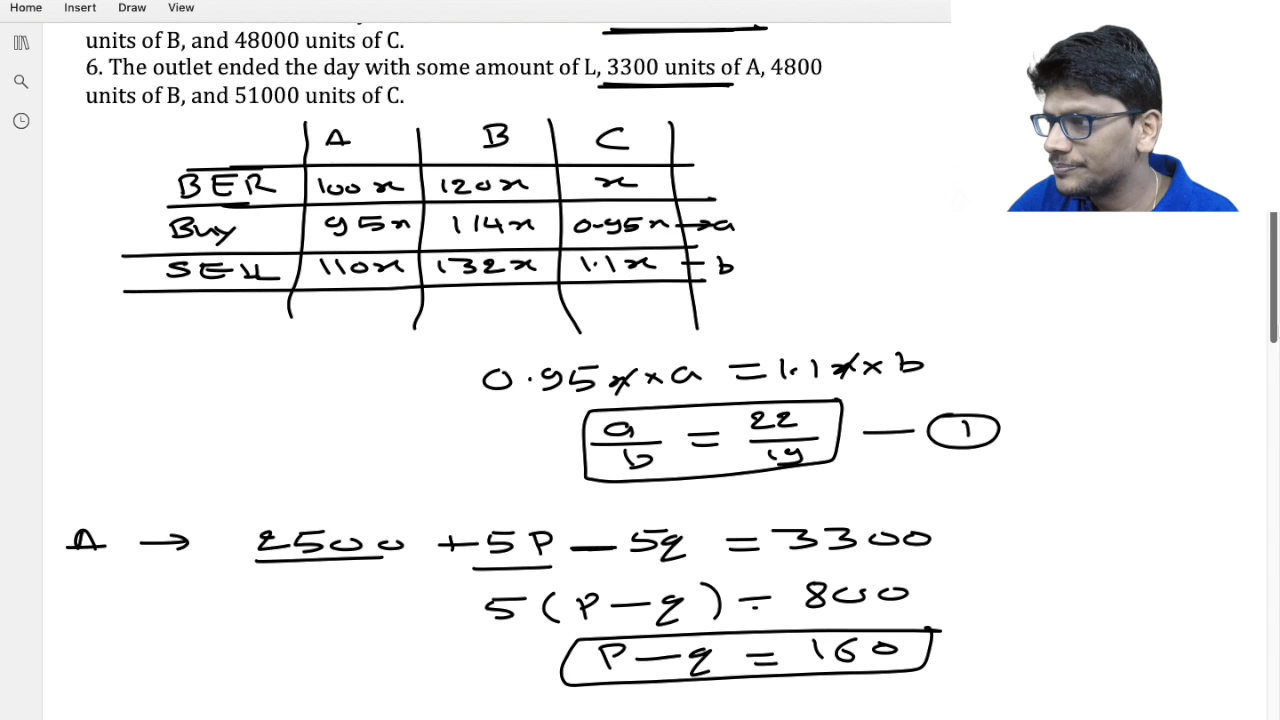 Home Insert Draw View
units of B, and 48000 units of C.
6. The outlet ended the day with some amount of L, 3300 units of A, 4800
units of B, and 51000 units of C.
A B C
BER 100x 120x x
Buy 95x 114x 0.95x → a
SELL 110x 132x 1.1x – b
0.95x × a = 1.1x × b
a/b = 22/19 — 1
A → 2500 + 5P – 5q = 3300
5(P – q) = 800
P – q = 160